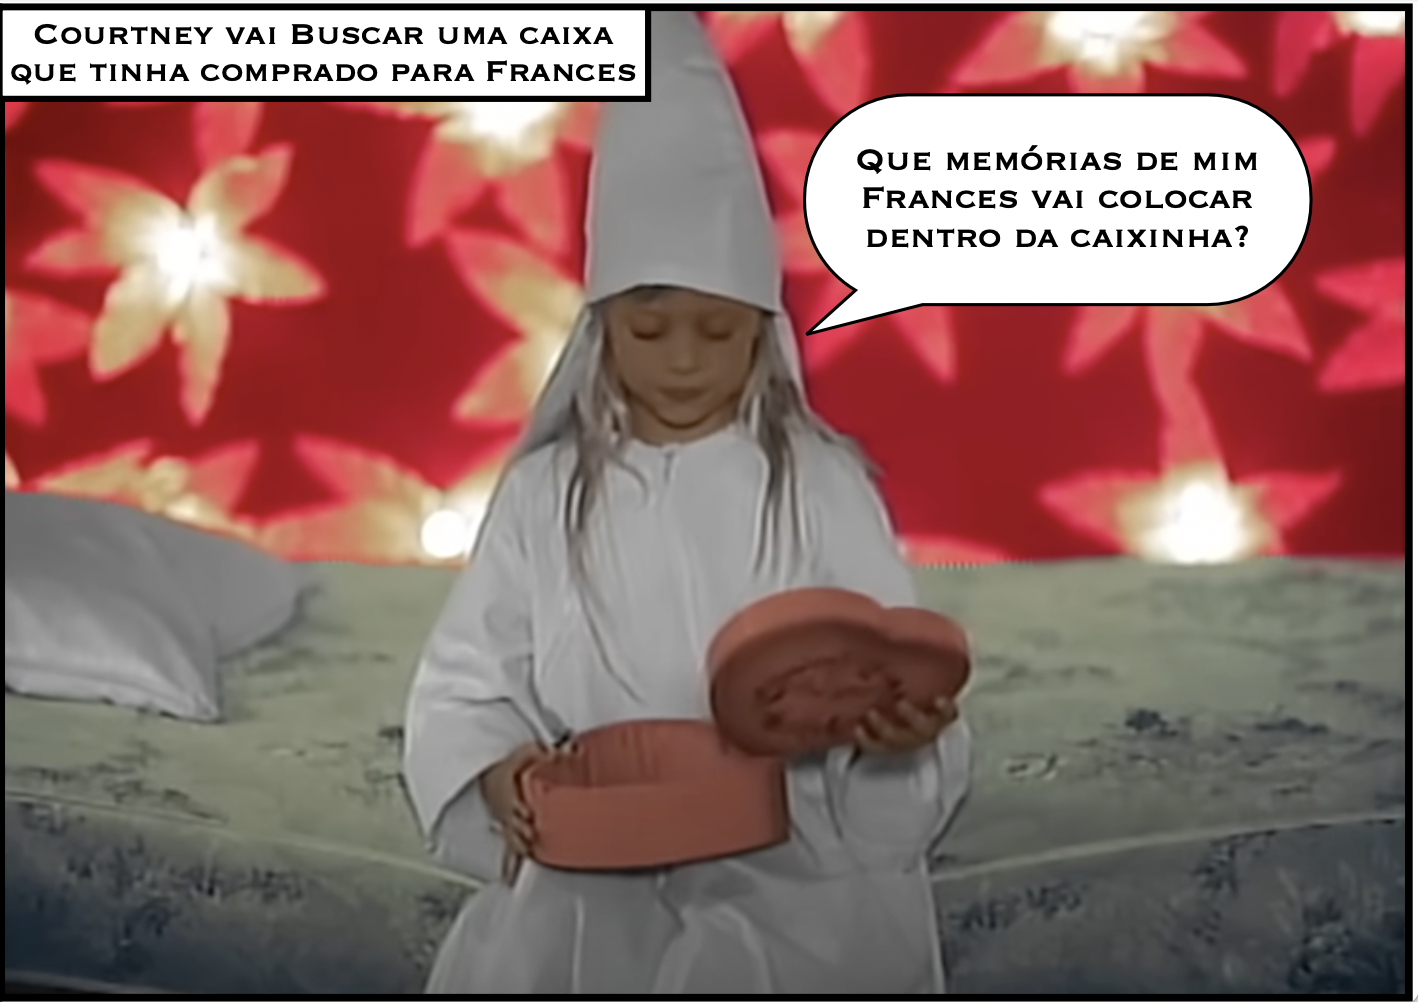 Courtney vai Buscar uma caixa
que tinha comprado para Frances
Que memórias de mim
Frances vai colocar
dentro da caixinha?